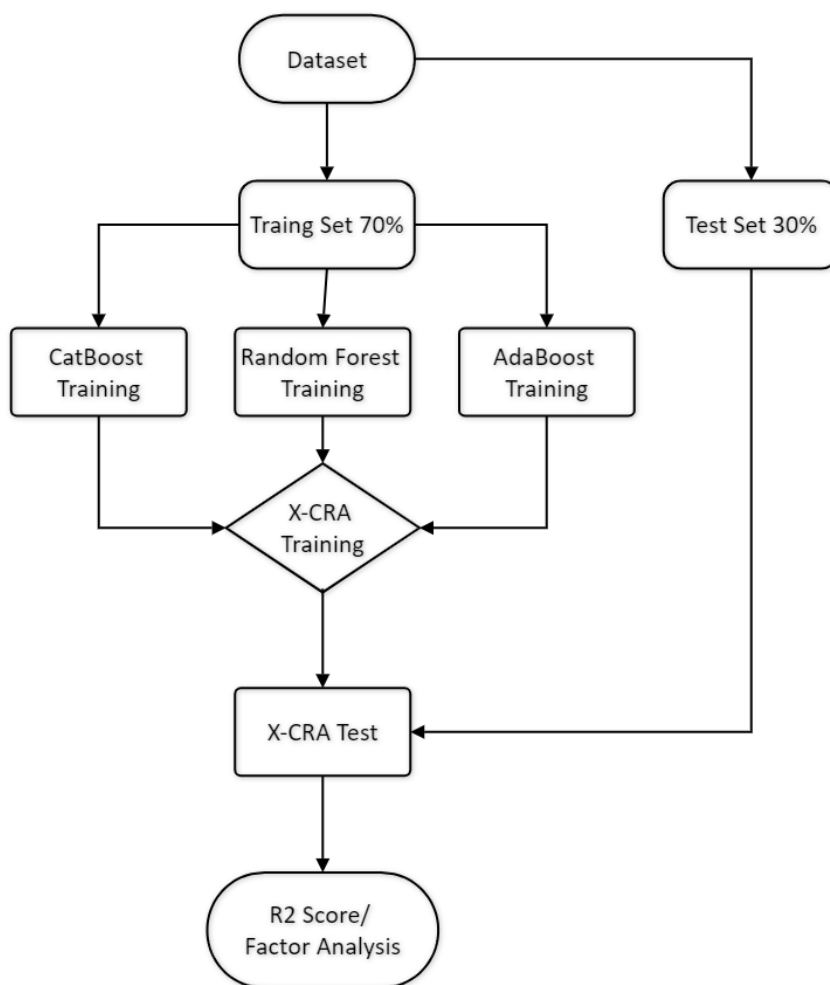 Dataset
Traing Set 70%
Test Set 30%
CatBoost
Training
Random Forest
Training
AdaBoost
Training
X-CRA
Training
X-CRA Test
R2 Score/
Factor Analysis